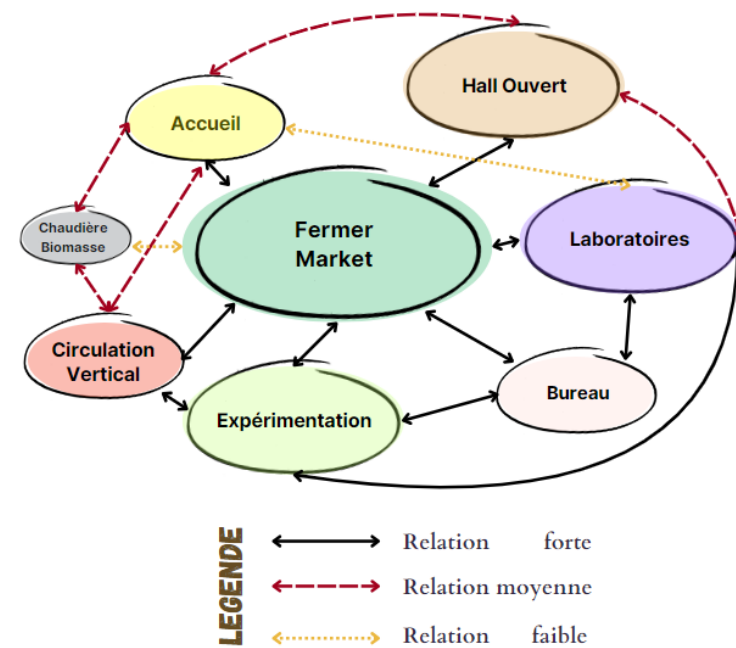 Hall Ouvert
Accueil
Chaudière
Biomasse
Fermer
Market
Laboratoires
Circulation
Vertical
Expérimentation
Bureau
LEGENDE
Relation forte
Relation moyenne
Relation faible